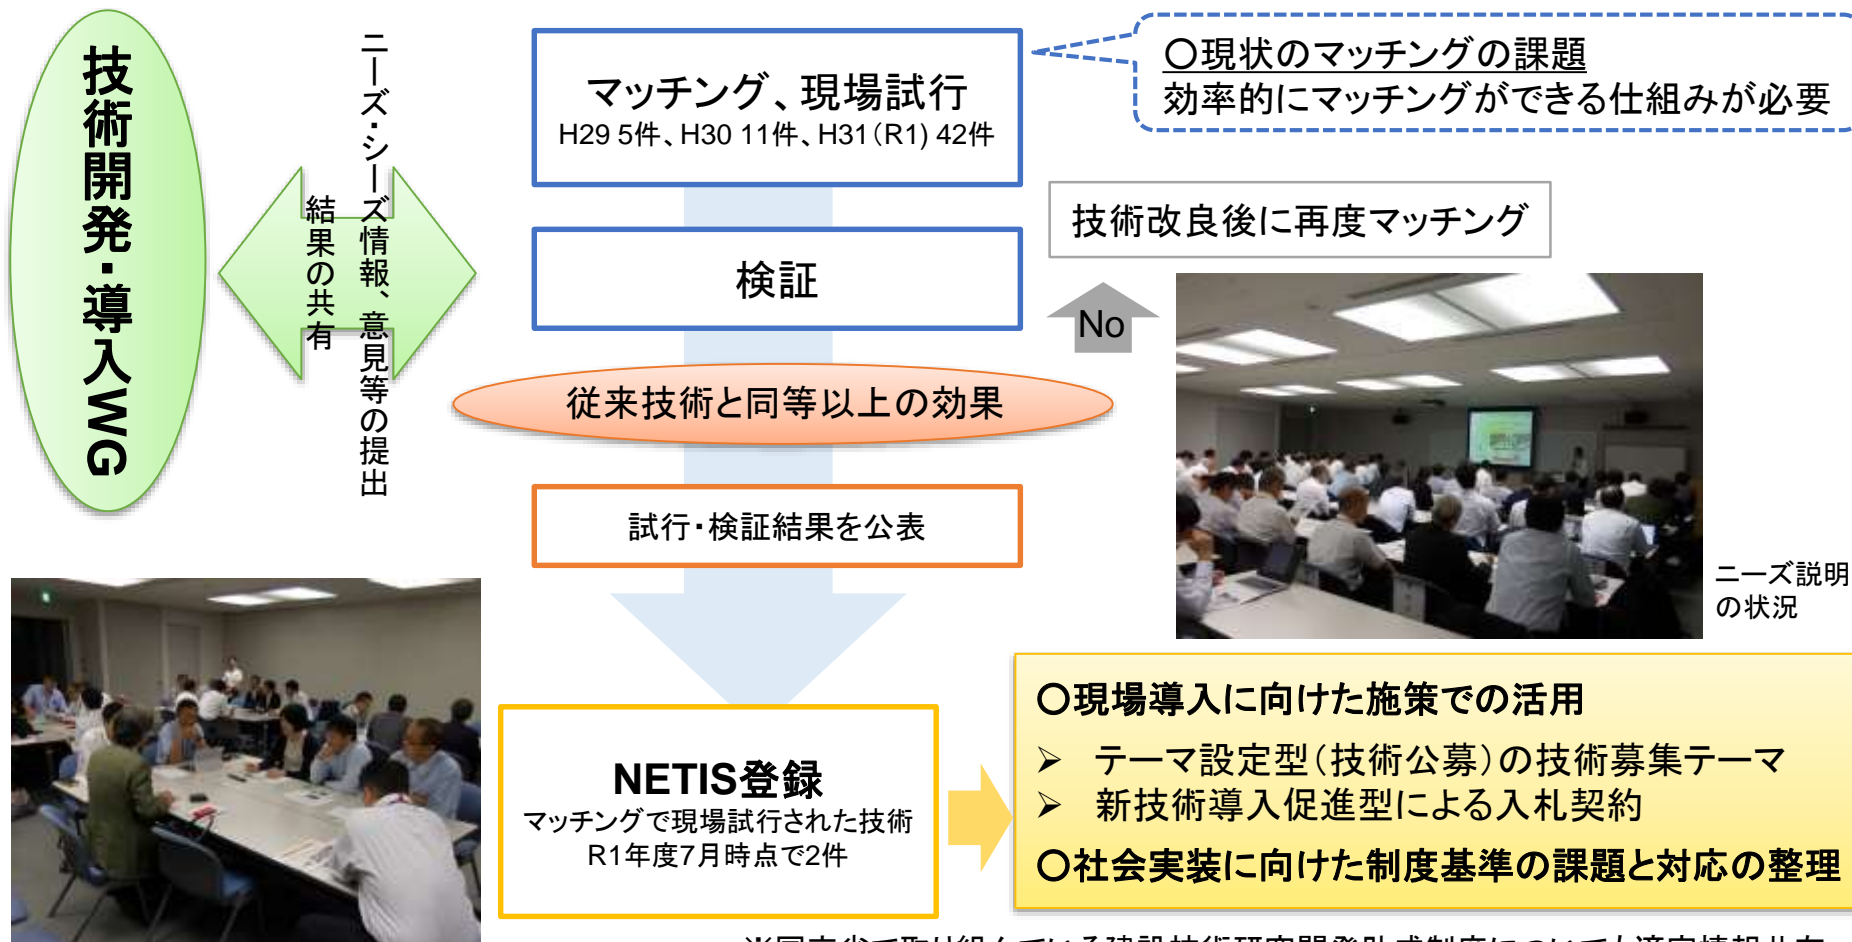 技術開発・導入WG
ニーズ・シーズ情報、意見等の提出
結果の共有
マッチング、現場試行
H29 5件、H30 11件、H31(R1) 42件
〇現状のマッチングの課題
効率的にマッチングができる仕組みが必要
検証
技術改良後に再度マッチング
No
従来技術と同等以上の効果
試行・検証結果を公表
ニーズ説明
の状況
NETIS登録
マッチングで現場試行された技術
R1年度7月時点で2件
〇現場導入に向けた施策での活用
➢ テーマ設定型(技術公募)の技術募集テーマ
➢ 新技術導入促進型による入札契約
〇社会実装に向けた制度基準の課題と対応の整理